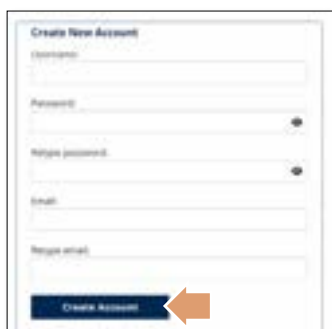 Create New Account
Username:
Password:
Retype password:
Email:
Retype email:
Create Account